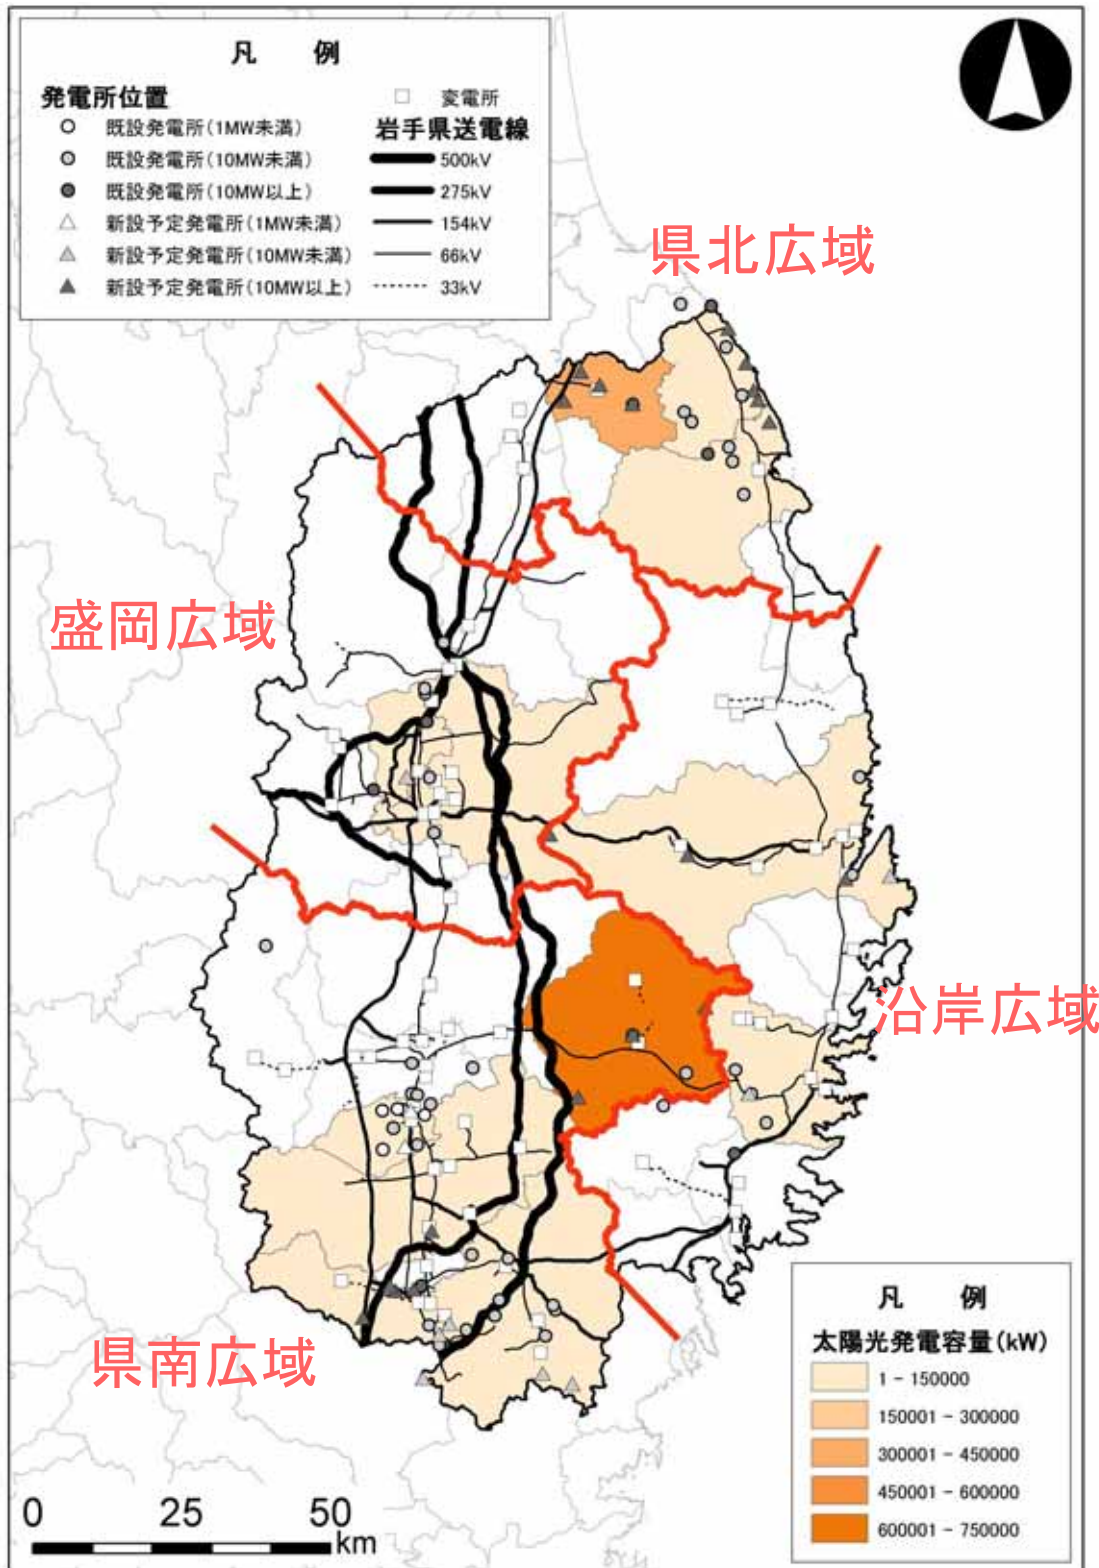 凡 例
発電所位置
既設発電所(1MW未満)
既設発電所(10MW未満)
既設発電所(10MW以上)
新設予定発電所(1MW未満)
新設予定発電所(10MW未満)
新設予定発電所(10MW以上)
変電所
岩手県送電線
500kV
275kV
154kV
66kV
33kV
県北広域
盛岡広域
沿岸広域
県南広域
凡 例
太陽光発電容量(kW)
1 - 150000
150001 - 300000
300001 - 450000
450001 - 600000
600001 - 750000
0 25 50
km